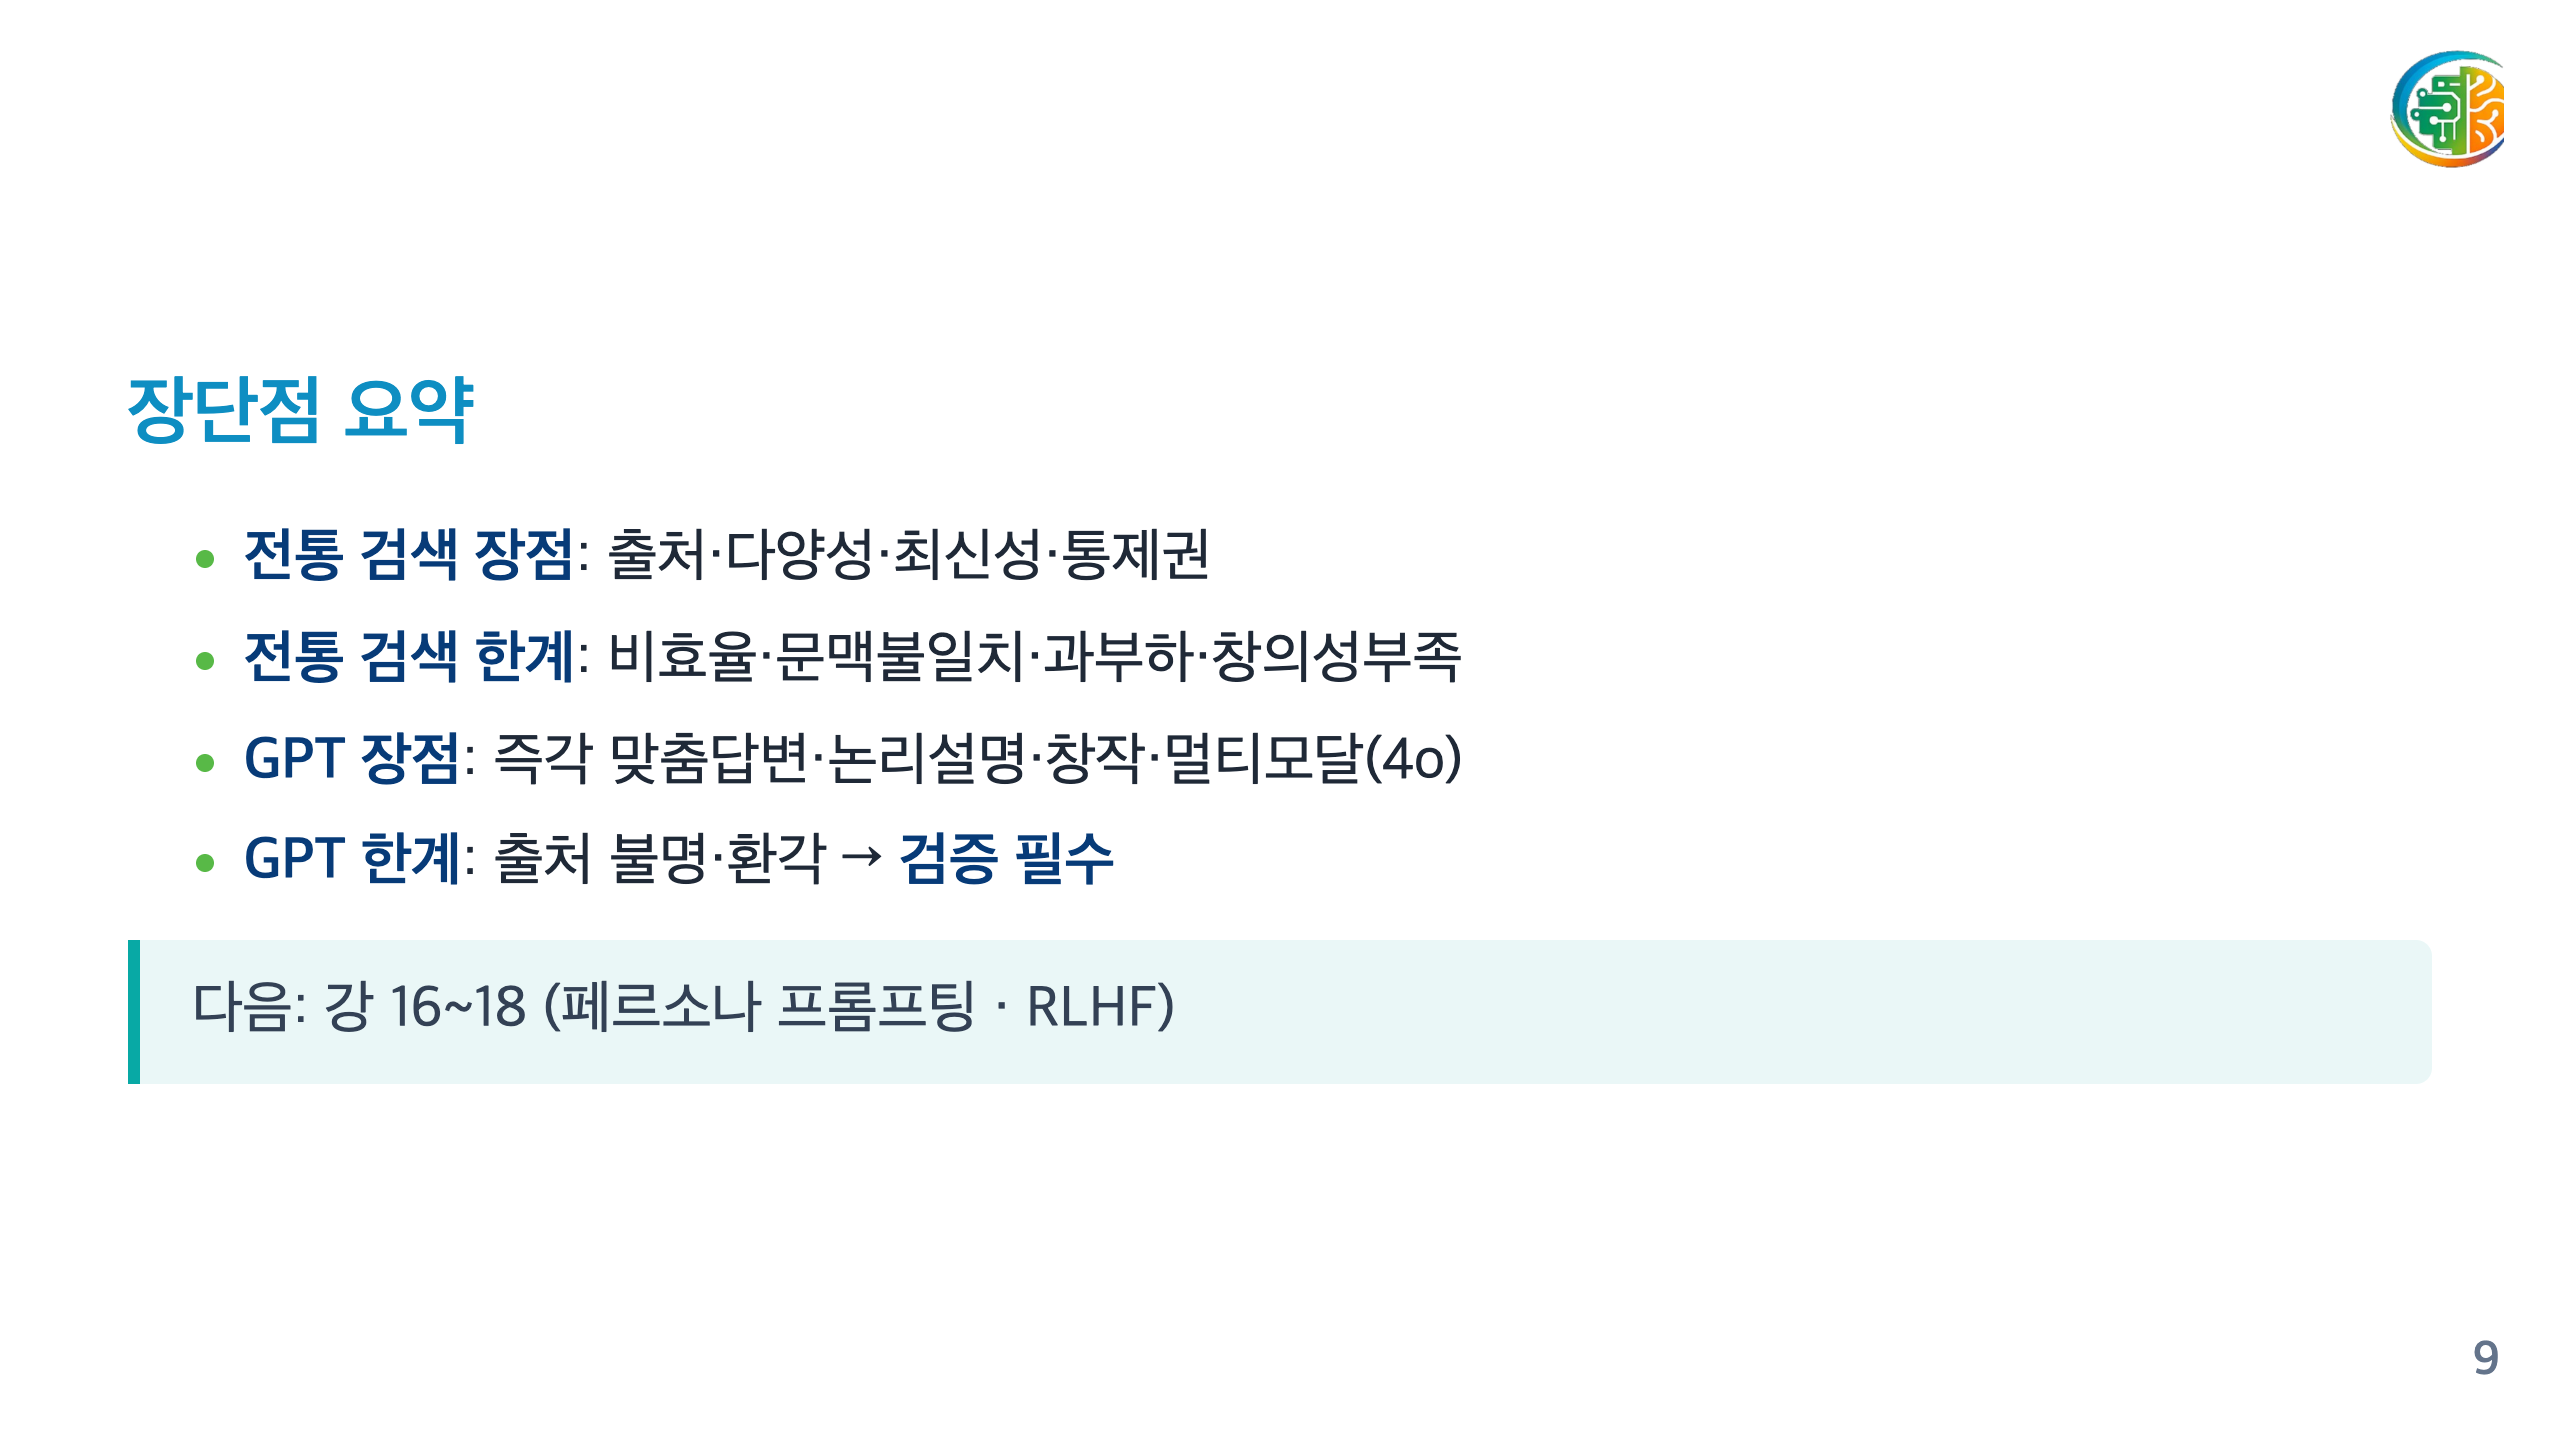 장단점 요약
전통 검색 장점: 출처·다양성·최신성·통제권
전통 검색 한계: 비효율·문맥불일치·과부하·창의성부족
GPT 장점: 즉각 맞춤답변·논리설명·창작·멀티모달(4o)
GPT 한계: 출처 불명·환각 → 검증 필수
다음: 강 16~18 (페르소나 프롬프팅 · RLHF)
9